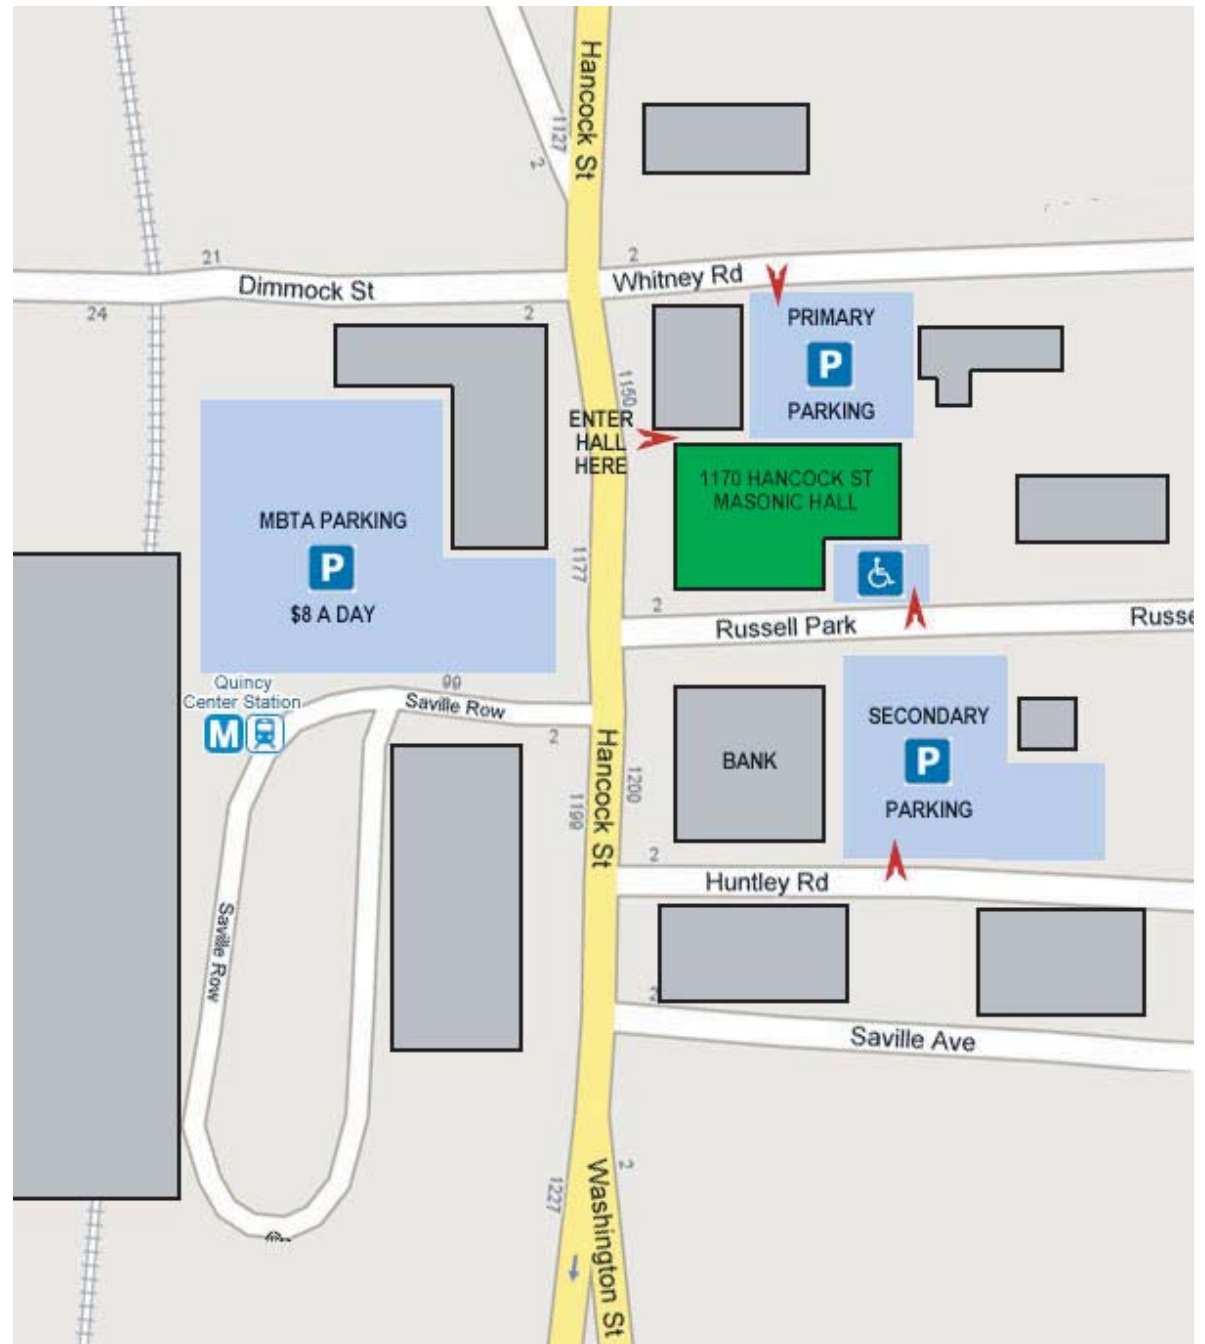 Hancock St
1127
2
21
Dimmock St
24
2
2
Whitney Rd
PRIMARY
P
PARKING
1150
ENTER
HALL
HERE
1170 HANCOCK ST
MASONIC HALL
MBTA PARKING
P
$8 A DAY
1177
2
Russell Park
Russe
Quincy
Center Station
M
99
Saville Row
2
Hancock St
1200
1199
BANK
SECONDARY
P
PARKING
2
Huntley Rd
Saville Row
Saville Ave
2
1227
Washington St